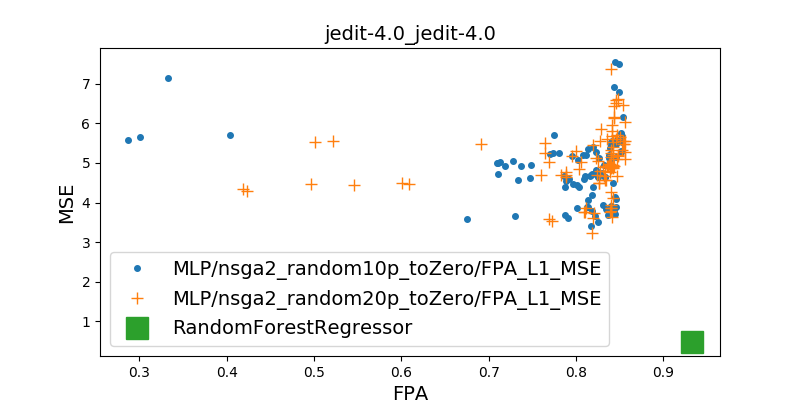 jedit-4.0_jedit-4.0
MSE
7
6
5
4
3
2
1
MLP/nsga2_random10p_toZero/FPA_L1_MSE
MLP/nsga2_random20p_toZero/FPA_L1_MSE
RandomForestRegressor
0.3 0.4 0.5 0.6 0.7 0.8 0.9
FPA